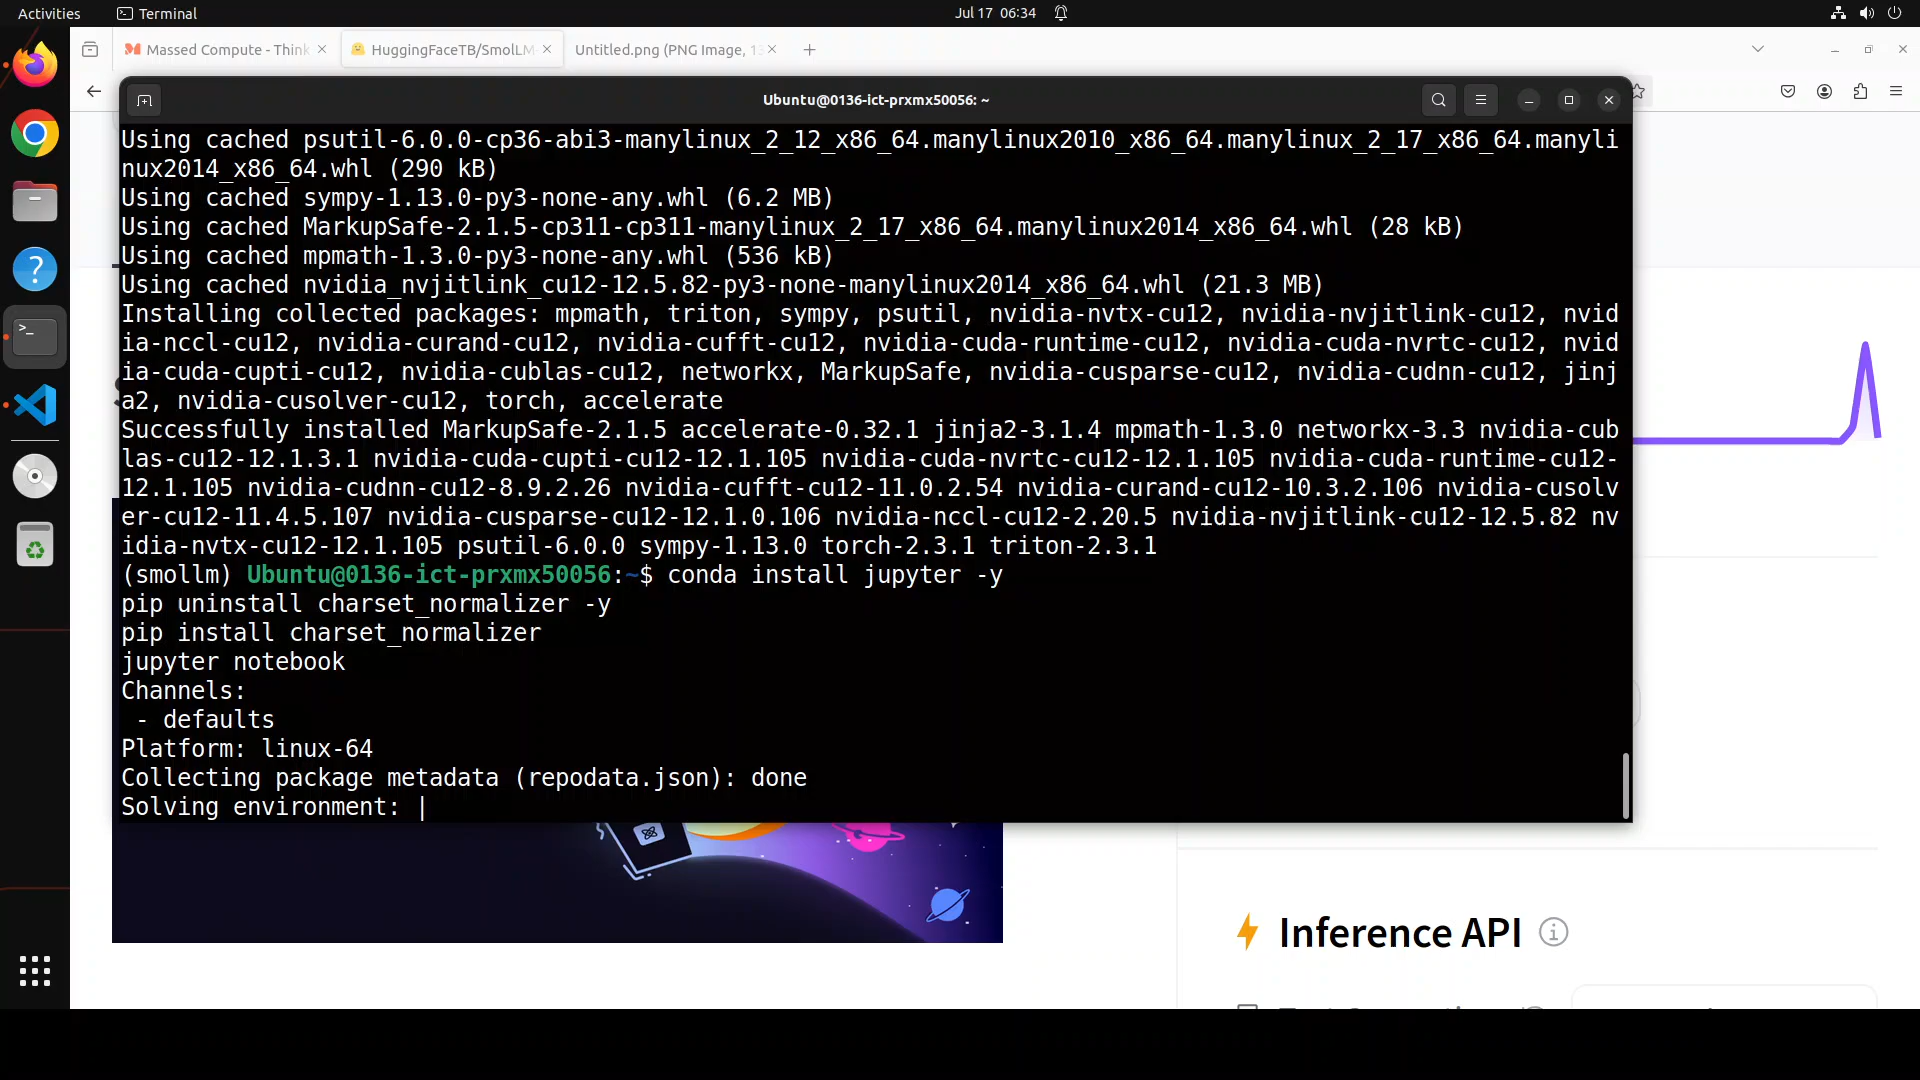 Activities
Terminal
Jul 17 06:34
Massed Compute - Think
HuggingFaceTB/SmolLM-
Untitled.png (PNG Image, 13
Ubuntu@0136-ict-prxmx50056: ~
Using cached psutil-6.0.0-cp36-abi3-manylinux_2_12_x86_64.manylinux2010_x86_64.manylinux_2_17_x86_64.manyli
nux2014_x86_64.whl (290 kB)
Using cached sympy-1.13.0-py3-none-any.whl (6.2 MB)
Using cached MarkupSafe-2.1.5-cp311-cp311-manylinux_2_17_x86_64.manylinux2014_x86_64.whl (28 kB)
Using cached mpmath-1.3.0-py3-none-any.whl (536 kB)
Using cached nvidia_nvjitlink_cu12-12.5.82-py3-none-manylinux2014_x86_64.whl (21.3 MB)
Installing collected packages: mpmath, triton, sympy, psutil, nvidia-nvtx-cu12, nvidia-nvjitlink-cu12, nvid
ia-nccl-cu12, nvidia-curand-cu12, nvidia-cufft-cu12, nvidia-cuda-runtime-cu12, nvidia-cuda-nvrtc-cu12, nvid
ia-cuda-cupti-cu12, nvidia-cublas-cu12, networkx, MarkupSafe, nvidia-cusparse-cu12, nvidia-cudnn-cu12, jinj
a2, nvidia-cusolver-cu12, torch, accelerate
Successfully installed MarkupSafe-2.1.5 accelerate-0.32.1 jinja2-3.1.4 mpmath-1.3.0 networkx-3.3 nvidia-cub
las-cu12-12.1.3.1 nvidia-cuda-cupti-cu12-12.1.105 nvidia-cuda-nvrtc-cu12-12.1.105 nvidia-cuda-runtime-cu12-
12.1.105 nvidia-cudnn-cu12-8.9.2.26 nvidia-cufft-cu12-11.0.2.54 nvidia-curand-cu12-10.3.2.106 nvidia-cusolv
er-cu12-11.4.5.107 nvidia-cusparse-cu12-12.1.0.106 nvidia-nccl-cu12-2.20.5 nvidia-nvjitlink-cu12-12.5.82 nv
idia-nvtx-cu12-12.1.105 psutil-6.0.0 sympy-1.13.0 torch-2.3.1 triton-2.3.1
(smollm) Ubuntu@0136-ict-prxmx50056:~$ conda install jupyter -y
pip uninstall charset_normalizer -y
pip install charset_normalizer
jupyter notebook
Channels:
 - defaults
Platform: linux-64
Collecting package metadata (repodata.json): done
Solving environment: |
Inference API